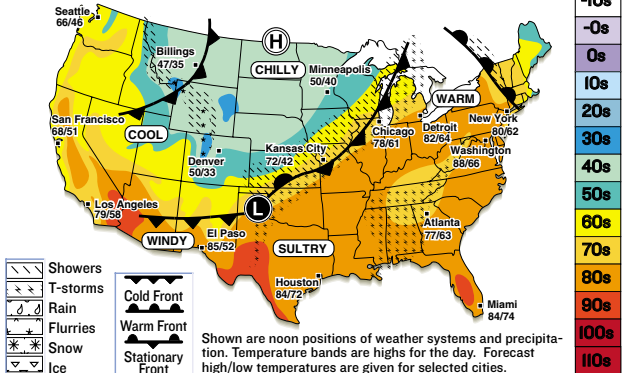 Seattle
66/46
Billings
47/35
H
CHILLY
Minneapolis
50/40
WARM
San Francisco
68/51
COOL
Denver
50/33
Kansas City
72/42
Chicago
78/61
Detroit
82/64
New York
80/62
Washington
88/66
Los Angeles
79/58
L
WINDY
El Paso
85/52
SULTRY
Atlanta
77/63
Houston
84/72
Miami
84/74
Showers
T-storms
Rain
Flurries
Snow
Ice
Cold Front
Warm Front
Stationary
Front
Shown are noon positions of weather systems and precipita-
tion. Temperature bands are highs for the day. Forecast
high/low temperatures are given for selected cities.
-10s
-0s
0s
10s
20s
30s
40s
50s
60s
70s
80s
90s
100s
110s